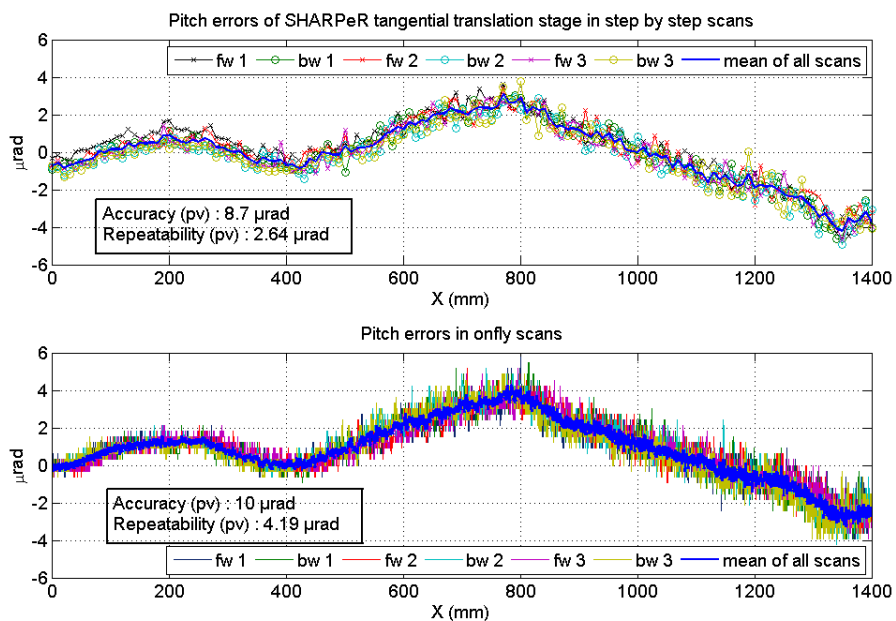 Pitch errors of SHARPeR tangential translation stage in step by step scans
6
4
2
0
-2
-4
-6
μrad
fw 1 bw 1 fw 2 bw 2 fw 3 bw 3 mean of all scans
Accuracy (pv) : 8.7 μrad
Repeatability (pv) : 2.64 μrad
0 200 400 600 800 1000 1200 1400
X (mm)
Pitch errors in onfly scans
6
4
2
0
-2
-4
-6
μrad
Accuracy (pv) : 10 μrad
Repeatability (pv) : 4.19 μrad
fw 1 bw 1 fw 2 bw 2 fw 3 bw 3 mean of all scans
0 200 400 600 800 1000 1200 1400
X (mm)